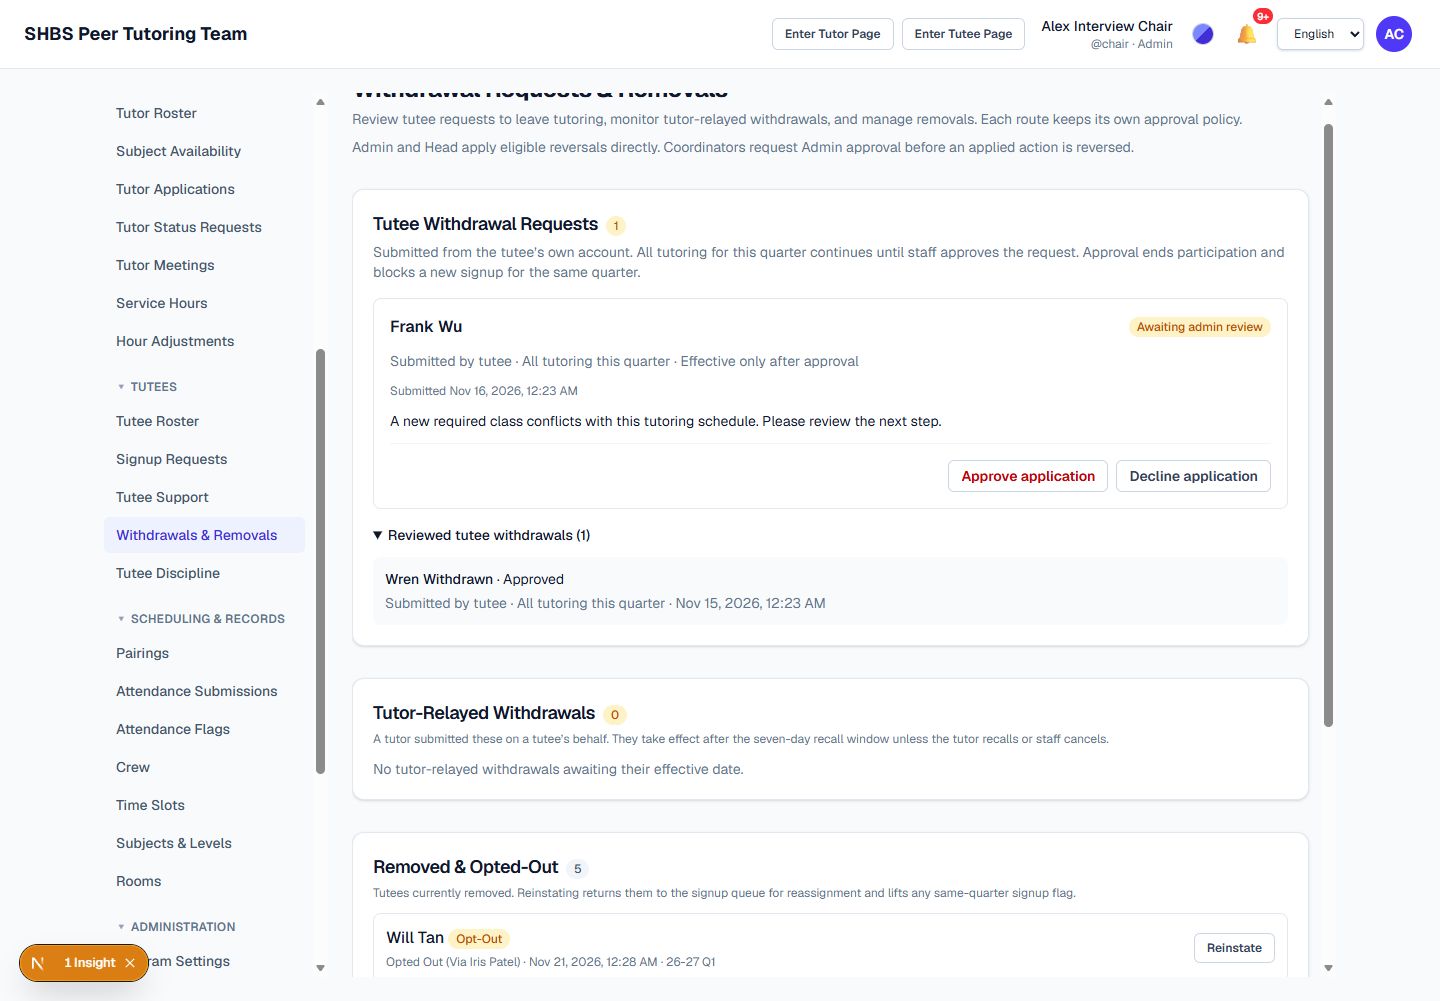 SHBS Peer Tutoring Team
Enter Tutor Page
Enter Tutee Page
Alex Interview Chair
@chair · Admin
9+
English
AC
Tutor Roster
Subject Availability
Tutor Applications
Tutor Status Requests
Tutor Meetings
Service Hours
Hour Adjustments
TUTEES
Tutee Roster
Signup Requests
Tutee Support
Withdrawals & Removals
Tutee Discipline
SCHEDULING & RECORDS
Pairings
Attendance Submissions
Attendance Flags
Crew
Time Slots
Subjects & Levels
Rooms
ADMINISTRATION
ram Settings
1 Insight
Withdrawal Requests & Removals
Review tutee requests to leave tutoring, monitor tutor-relayed withdrawals, and manage removals. Each route keeps its own approval policy.
Admin and Head apply eligible reversals directly. Coordinators request Admin approval before an applied action is reversed.
Tutee Withdrawal Requests 1
Submitted from the tutee's own account. All tutoring for this quarter continues until staff approves the request. Approval ends participation and
blocks a new signup for the same quarter.
Frank Wu
Awaiting admin review
Submitted by tutee · All tutoring this quarter · Effective only after approval
Submitted Nov 16, 2026, 12:23 AM
A new required class conflicts with this tutoring schedule. Please review the next step.
Approve application
Decline application
Reviewed tutee withdrawals (1)
Wren Withdrawn · Approved
Submitted by tutee · All tutoring this quarter · Nov 15, 2026, 12:23 AM
Tutor-Relayed Withdrawals 0
A tutor submitted these on a tutee's behalf. They take effect after the seven-day recall window unless the tutor recalls or staff cancels.
No tutor-relayed withdrawals awaiting their effective date.
Removed & Opted-Out 5
Tutees currently removed. Reinstating returns them to the signup queue for reassignment and lifts any same-quarter signup flag.
Will Tan Opt-Out
Opted Out (Via Iris Patel) · Nov 21, 2026, 12:28 AM · 26-27 Q1
Reinstate